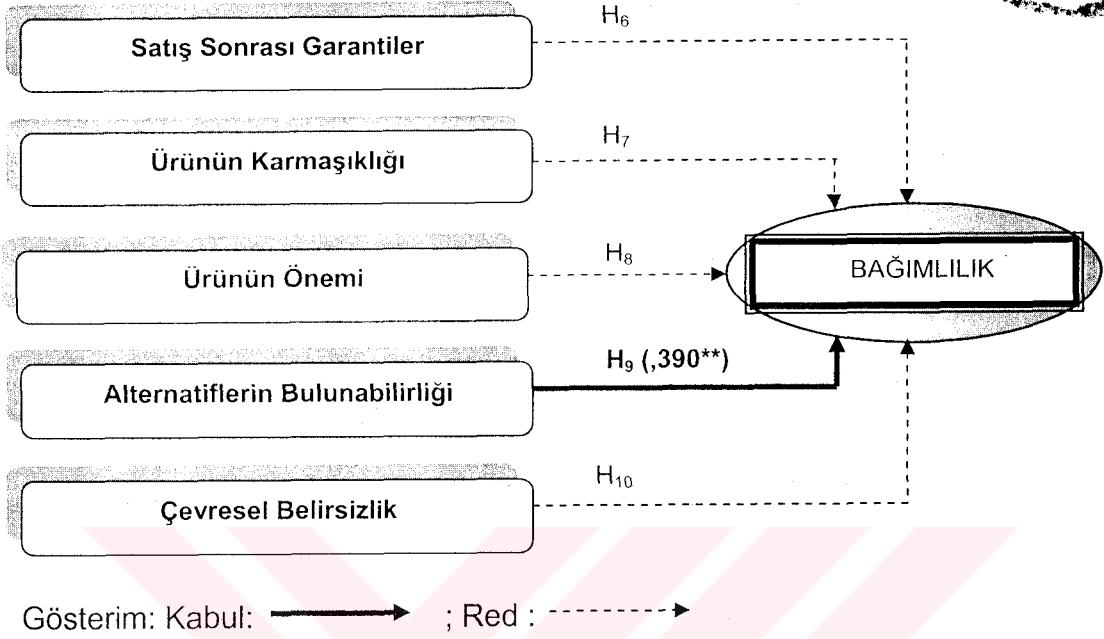 H₆
Satış Sonrası Garantiler
H₇
Ürünün Karmaşıklığı
H₈
Ürünün Önemi
BAĞIMLILIK
H₉ (,390**)
Alternatiflerin Bulunabilirliği
H₁₀
Çevresel Belirsizlik
Gösterim: Kabul: ; Red :